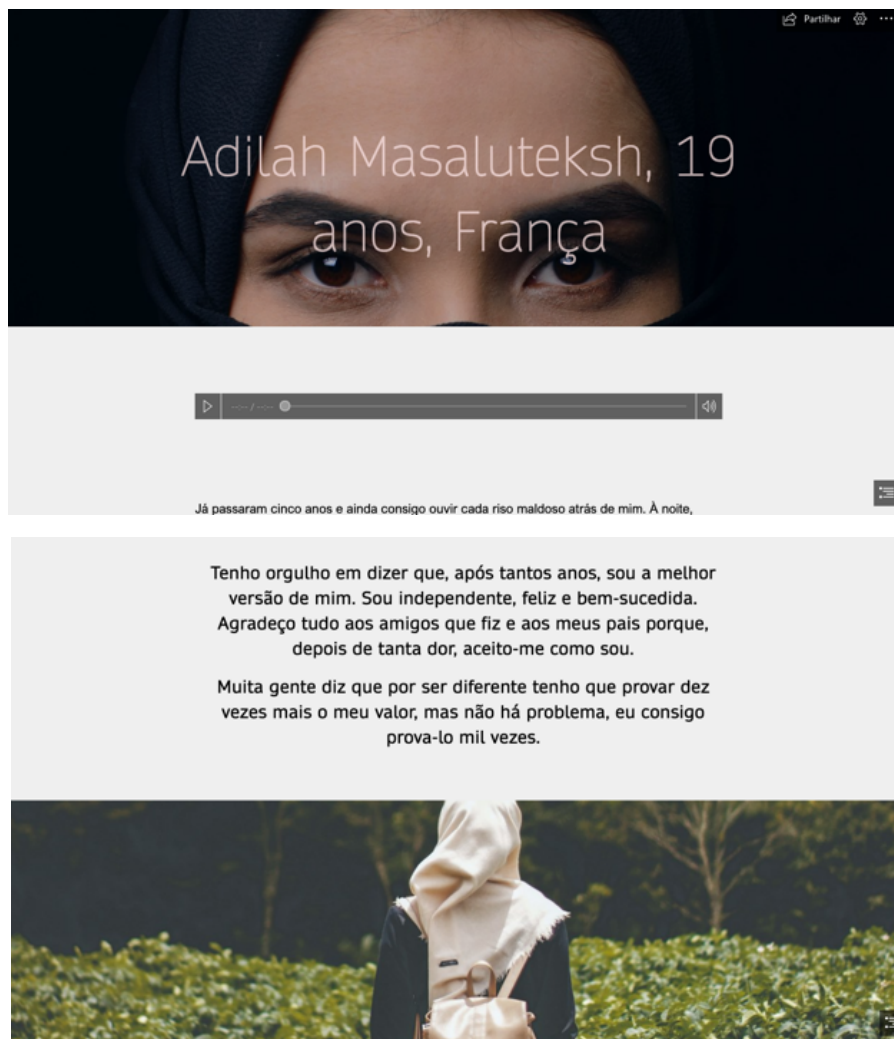 Partilhar
Adilah Masaluteksh, 19
anos, França
--:-- / --:--
Já passaram cinco anos e ainda consigo ouvir cada riso maldoso atrás de mim. À noite,
Tenho orgulho em dizer que, após tantos anos, sou a melhor
versão de mim. Sou independente, feliz e bem-sucedida.
Agradeço tudo aos amigos que fiz e aos meus pais porque,
depois de tanta dor, aceito-me como sou.
Muita gente diz que por ser diferente tenho que provar dez
vezes mais o meu valor, mas não há problema, eu consigo
prova-lo mil vezes.